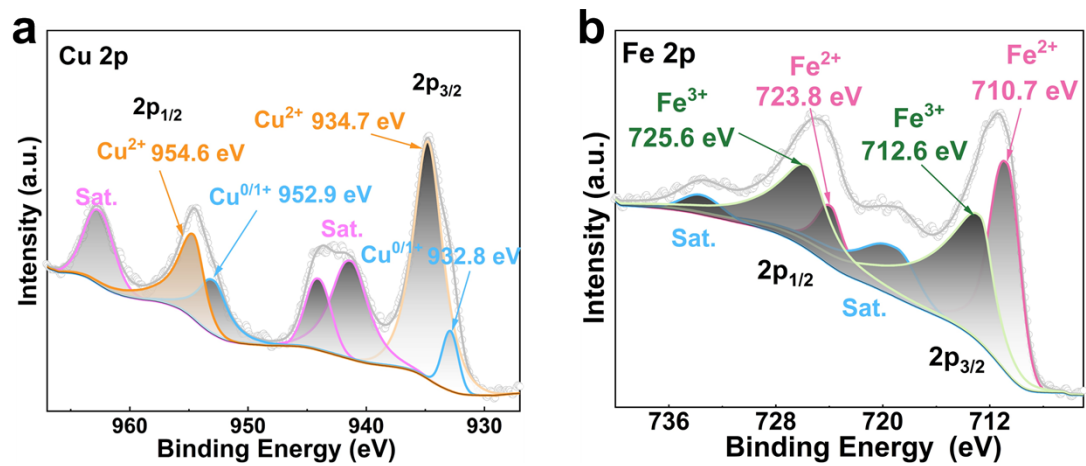 a
Cu 2p
2p1/2
2p3/2
Cu2+ 934.7 eV
Cu2+ 954.6 eV
Sat.
Cu0/1+
952.9 eV
Sat.
Cu0/1+ 932.8 eV
Intensity (a.u.)
960
950
940
930
Binding Energy (eV)
b
Fe 2p
Fe2+
723.8 eV
Fe2+
710.7 eV
Fe3+
725.6 eV
Fe3+
712.6 eV
Sat.
2p1/2
Sat.
2p3/2
Intensity (a.u.)
736
728
720
712
Binding Energy (eV)